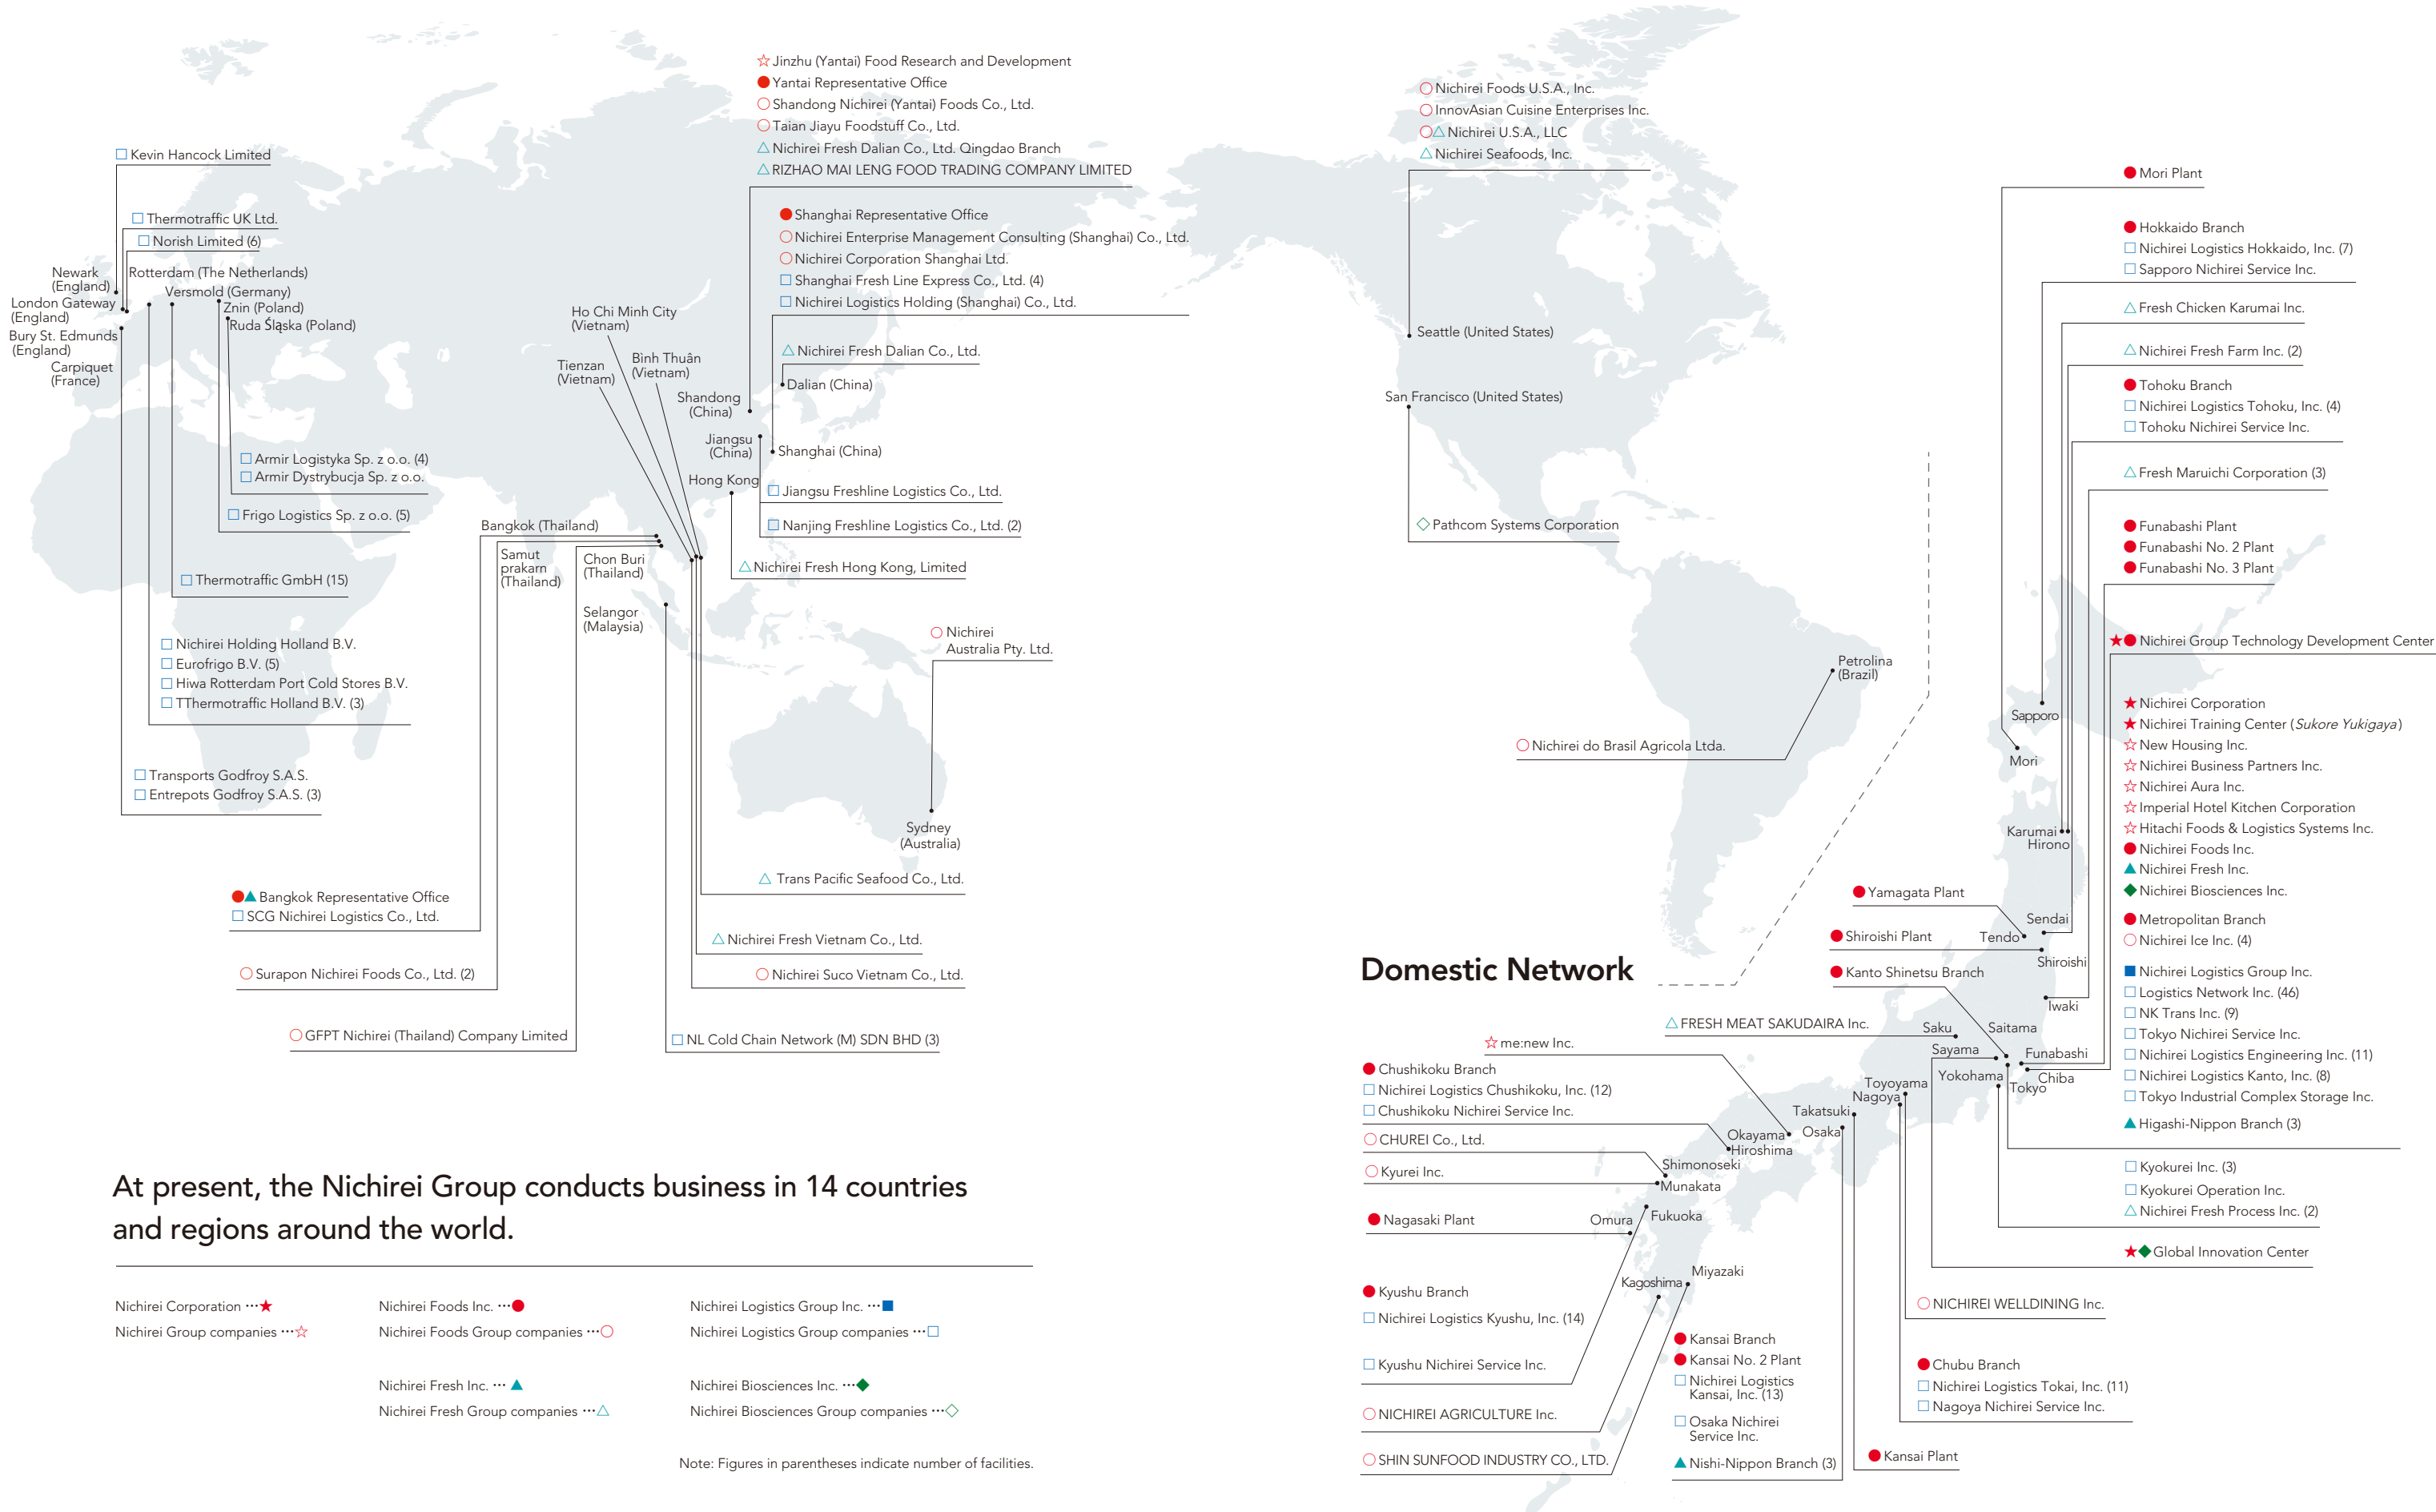 ☆ Jinzhu (Yantai) Food Research and Development
● Yantai Representative Office
○ Shandong Nichirei (Yantai) Foods Co., Ltd.
○ Taian Jiayu Foodstuff Co., Ltd.
△ Nichirei Fresh Dalian Co., Ltd. Qingdao Branch
△ RIZHAO MAI LENG FOOD TRADING COMPANY LIMITED
□ Kevin Hancock Limited
□ Thermotraffic UK Ltd.
□ Norish Limited (6)
Newark
(England)
London Gateway
(England)
Bury St. Edmunds
(England)
Carpiquet
(France)
Rotterdam (The Netherlands)
Versmold (Germany)
Znin (Poland)
Ruda Śląska (Poland)
● Shanghai Representative Office
○ Nichirei Enterprise Management Consulting (Shanghai) Co., Ltd.
○ Nichirei Corporation Shanghai Ltd.
□ Shanghai Fresh Line Express Co., Ltd. (4)
□ Nichirei Logistics Holding (Shanghai) Co., Ltd.
Ho Chi Minh City
(Vietnam)
Tienzan
(Vietnam)
Bình Thuân
(Vietnam)
△ Nichirei Fresh Dalian Co., Ltd.
Dalian (China)
Shandong
(China)
Jiangsu
(China)
Shanghai (China)
Hong Kong
□ Jiangsu Freshline Logistics Co., Ltd.
□ Nanjing Freshline Logistics Co., Ltd. (2)
△ Nichirei Fresh Hong Kong, Limited
□ Armir Logistyka Sp. z o.o. (4)
□ Armir Dystrybucja Sp. z o.o.
□ Frigo Logistics Sp. z o.o. (5)
□ Thermotraffic GmbH (15)
□ Nichirei Holding Holland B.V.
□ Eurofrigo B.V. (5)
□ Hiwa Rotterdam Port Cold Stores B.V.
□ TThermotraffic Holland B.V. (3)
□ Transports Godfroy S.A.S.
□ Entrepots Godfroy S.A.S. (3)
Bangkok (Thailand)
Samut
prakarn
(Thailand)
Chon Buri
(Thailand)
Selangor
(Malaysia)
○ Nichirei
Australia Pty. Ltd.
Sydney
(Australia)
△ Trans Pacific Seafood Co., Ltd.
△ Nichirei Fresh Vietnam Co., Ltd.
○ Nichirei Suco Vietnam Co., Ltd.
□ NL Cold Chain Network (M) SDN BHD (3)
●▲ Bangkok Representative Office
□ SCG Nichirei Logistics Co., Ltd.
○ Surapon Nichirei Foods Co., Ltd. (2)
○ GFPT Nichirei (Thailand) Company Limited
○ Nichirei Foods U.S.A., Inc.
○ InnovAsian Cuisine Enterprises Inc.
○△ Nichirei U.S.A., LLC
△ Nichirei Seafoods, Inc.
Seattle (United States)
San Francisco (United States)
◇ Pathcom Systems Corporation
Petrolina
(Brazil)
○ Nichirei do Brasil Agricola Ltda.
At present, the Nichirei Group conducts business in 14 countries
and regions around the world.
Nichirei Corporation ···★
Nichirei Group companies ···☆
Nichirei Foods Inc. ···●
Nichirei Foods Group companies ···○
Nichirei Logistics Group Inc. ···■
Nichirei Logistics Group companies ···□
Nichirei Fresh Inc. ··· ▲
Nichirei Fresh Group companies ···△
Nichirei Biosciences Inc. ···◆
Nichirei Biosciences Group companies ···◇
Note: Figures in parentheses indicate number of facilities.
Domestic Network
● Mori Plant
● Hokkaido Branch
□ Nichirei Logistics Hokkaido, Inc. (7)
□ Sapporo Nichirei Service Inc.
△ Fresh Chicken Karumai Inc.
△ Nichirei Fresh Farm Inc. (2)
● Tohoku Branch
□ Nichirei Logistics Tohoku, Inc. (4)
□ Tohoku Nichirei Service Inc.
△ Fresh Maruichi Corporation (3)
● Funabashi Plant
● Funabashi No. 2 Plant
● Funabashi No. 3 Plant
★● Nichirei Group Technology Development Center
★ Nichirei Corporation
★ Nichirei Training Center (Sukore Yukigaya)
☆ New Housing Inc.
☆ Nichirei Business Partners Inc.
☆ Nichirei Aura Inc.
☆ Imperial Hotel Kitchen Corporation
☆ Hitachi Foods & Logistics Systems Inc.
● Nichirei Foods Inc.
▲ Nichirei Fresh Inc.
◆ Nichirei Biosciences Inc.
● Metropolitan Branch
○ Nichirei Ice Inc. (4)
■ Nichirei Logistics Group Inc.
□ Logistics Network Inc. (46)
□ NK Trans Inc. (9)
□ Tokyo Nichirei Service Inc.
□ Nichirei Logistics Engineering Inc. (11)
□ Nichirei Logistics Kanto, Inc. (8)
□ Tokyo Industrial Complex Storage Inc.
▲ Higashi-Nippon Branch (3)
□ Kyokurei Inc. (3)
□ Kyokurei Operation Inc.
△ Nichirei Fresh Process Inc. (2)
★◆ Global Innovation Center
Sapporo
Mori
Karumai
Hirono
● Yamagata Plant
Sendai
Tendo
● Shiroishi Plant
Shiroishi
● Kanto Shinetsu Branch
Iwaki
△ FRESH MEAT SAKUDAIRA Inc.
Saku
Saitama
Sayama
Funabashi
Yokohama
Chiba
Tokyo
Toyoyama
Nagoya
Takatsuki
Osaka
☆ me:new Inc.
● Chushikoku Branch
□ Nichirei Logistics Chushikoku, Inc. (12)
□ Chushikoku Nichirei Service Inc.
Okayama
Hiroshima
○ CHUREI Co., Ltd.
Shimonoseki
○ Kyurei Inc.
Munakata
● Nagasaki Plant
Omura
Fukuoka
Miyazaki
Kagoshima
● Kyushu Branch
□ Nichirei Logistics Kyushu, Inc. (14)
□ Kyushu Nichirei Service Inc.
○ NICHIREI AGRICULTURE Inc.
○ SHIN SUNFOOD INDUSTRY CO., LTD.
● Kansai Branch
● Kansai No. 2 Plant
□ Nichirei Logistics
Kansai, Inc. (13)
□ Osaka Nichirei
Service Inc.
▲ Nishi-Nippon Branch (3)
● Kansai Plant
○ NICHIREI WELLDINING Inc.
● Chubu Branch
□ Nichirei Logistics Tokai, Inc. (11)
□ Nagoya Nichirei Service Inc.